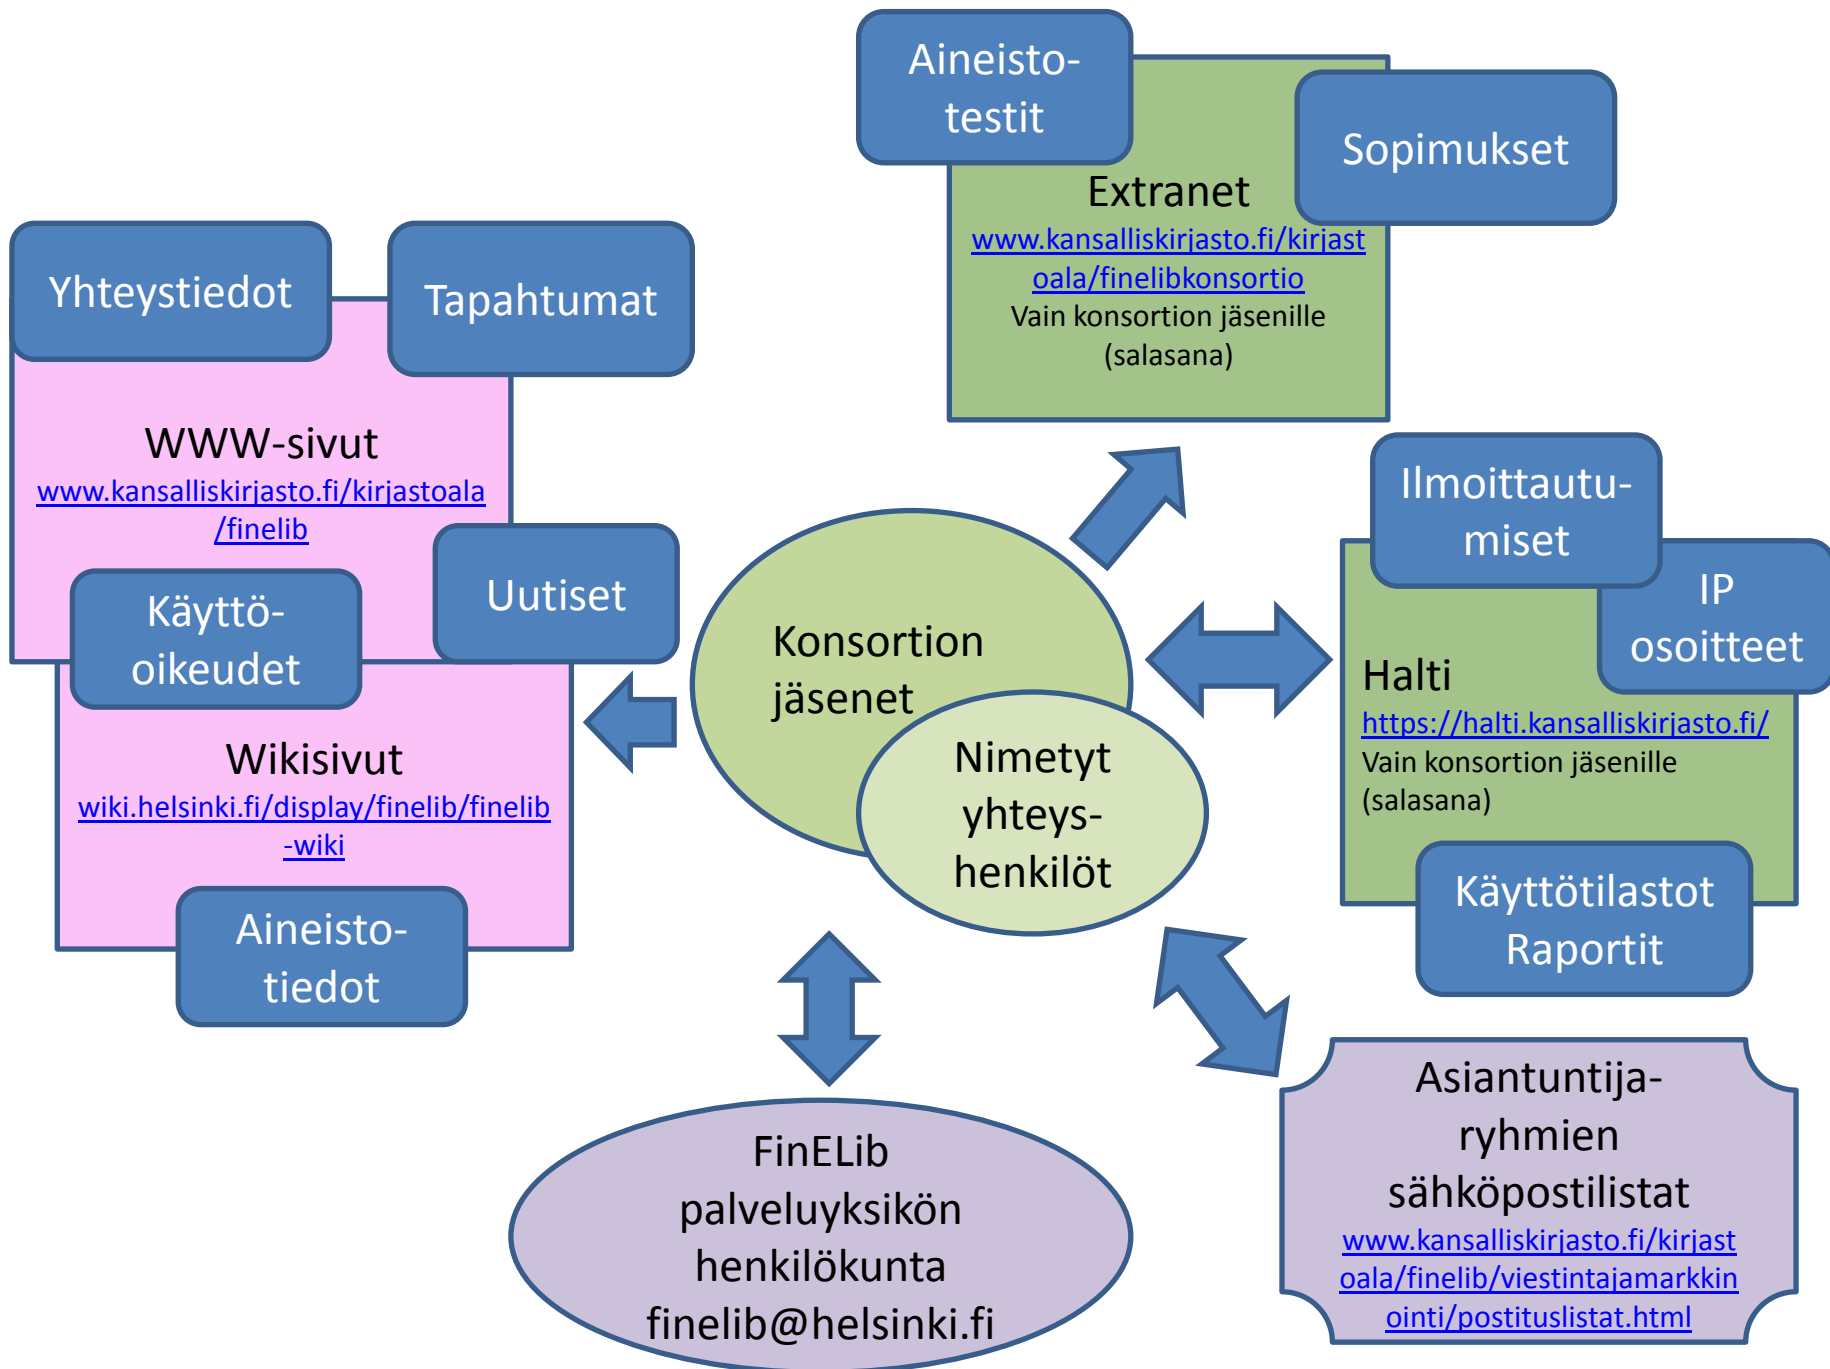 Aineisto-
testit
Sopimukset
Extranet
www.kansalliskirjasto.fi/kirjast
oala/finelibkonsortio
Vain konsortion jäsenille
(salasana)
Yhteystiedot
Tapahtumat
WWW-sivut
www.kansalliskirjasto.fi/kirjastoala
/finelib
Käyttö-
oikeudet
Uutiset
Wikisivut
wiki.helsinki.fi/display/finelib/finelib
-wiki
Aineisto-
tiedot
Konsortion
jäsenet
Nimetyt
yhteys-
henkilöt
Ilmoittautu-
miset
IP
osoitteet
Halti
https://halti.kansalliskirjasto.fi/
Vain konsortion jäsenille
(salasana)
Käyttötilastot
Raportit
FinELib
palveluyksikön
henkilökunta
finelib@helsinki.fi
Asiantuntija-
ryhmien
sähköpostilistat
www.kansalliskirjasto.fi/kirjast
oala/finelib/viestintajamarkkin
ointi/postituslistat.html